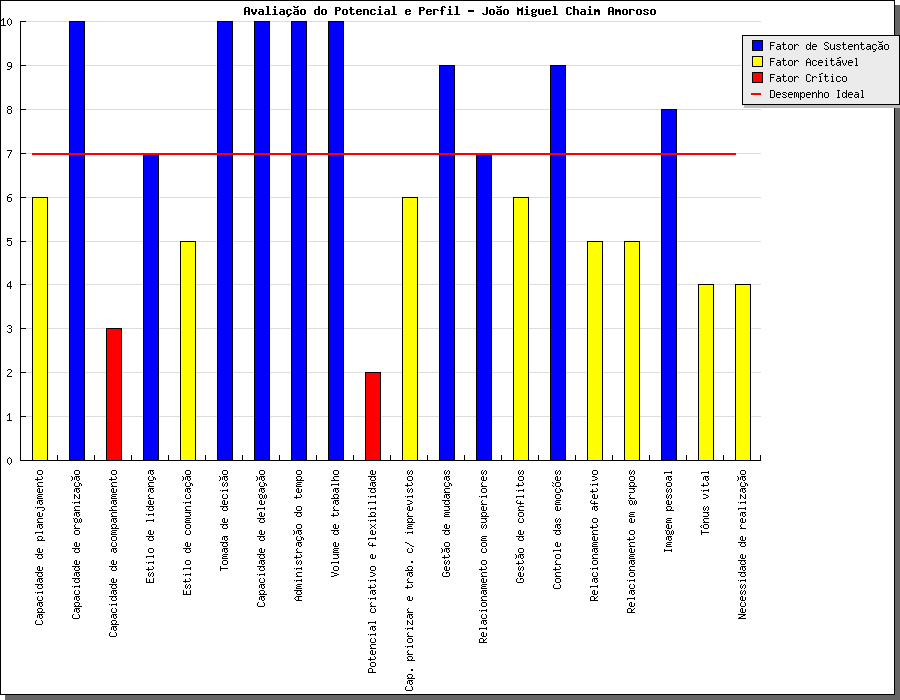 Avaliação do Potencial e Perfil - João Miguel Chaim Amoroso
Fator de Sustentação
Fator Aceitável
Fator Crítico
Desempenho Ideal
10
9
8
7
6
5
4
3
2
1
0
Capacidade de planejamento
Capacidade de organização
Capacidade de acompanhamento
Estilo de liderança
Estilo de comunicação
Tomada de decisão
Capacidade de delegação
Administração do tempo
Volume de trabalho
Potencial criativo e flexibilidade
Cap. priorizar e trab. c/ imprevistos
Gestão de mudanças
Relacionamento com superiores
Gestão de conflitos
Controle das emoções
Relacionamento afetivo
Relacionamento em grupos
Imagem pessoal
Tônus vital
Necessidade de realização